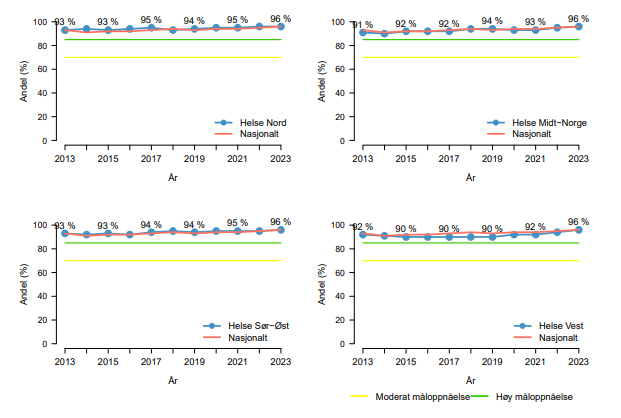 93 % 93 % 95 % 94 % 95 % 96 %
100
80
60
40
20
0
Andel (%)
Helse Nord
Nasjonalt
2013 2015 2017 2019 2021 2023
År
91 % 92 % 92 % 94 % 93 % 96 %
100
80
60
40
20
0
Andel (%)
Helse Midt−Norge
Nasjonalt
2013 2015 2017 2019 2021 2023
År
93 % 93 % 94 % 94 % 95 % 96 %
100
80
60
40
20
0
Andel (%)
Helse Sør−Øst
Nasjonalt
2013 2015 2017 2019 2021 2023
År
92 % 90 % 90 % 90 % 92 % 96 %
100
80
60
40
20
0
Andel (%)
Helse Vest
Nasjonalt
2013 2015 2017 2019 2021 2023
År
Moderat måloppnåelse Høy måloppnåelse